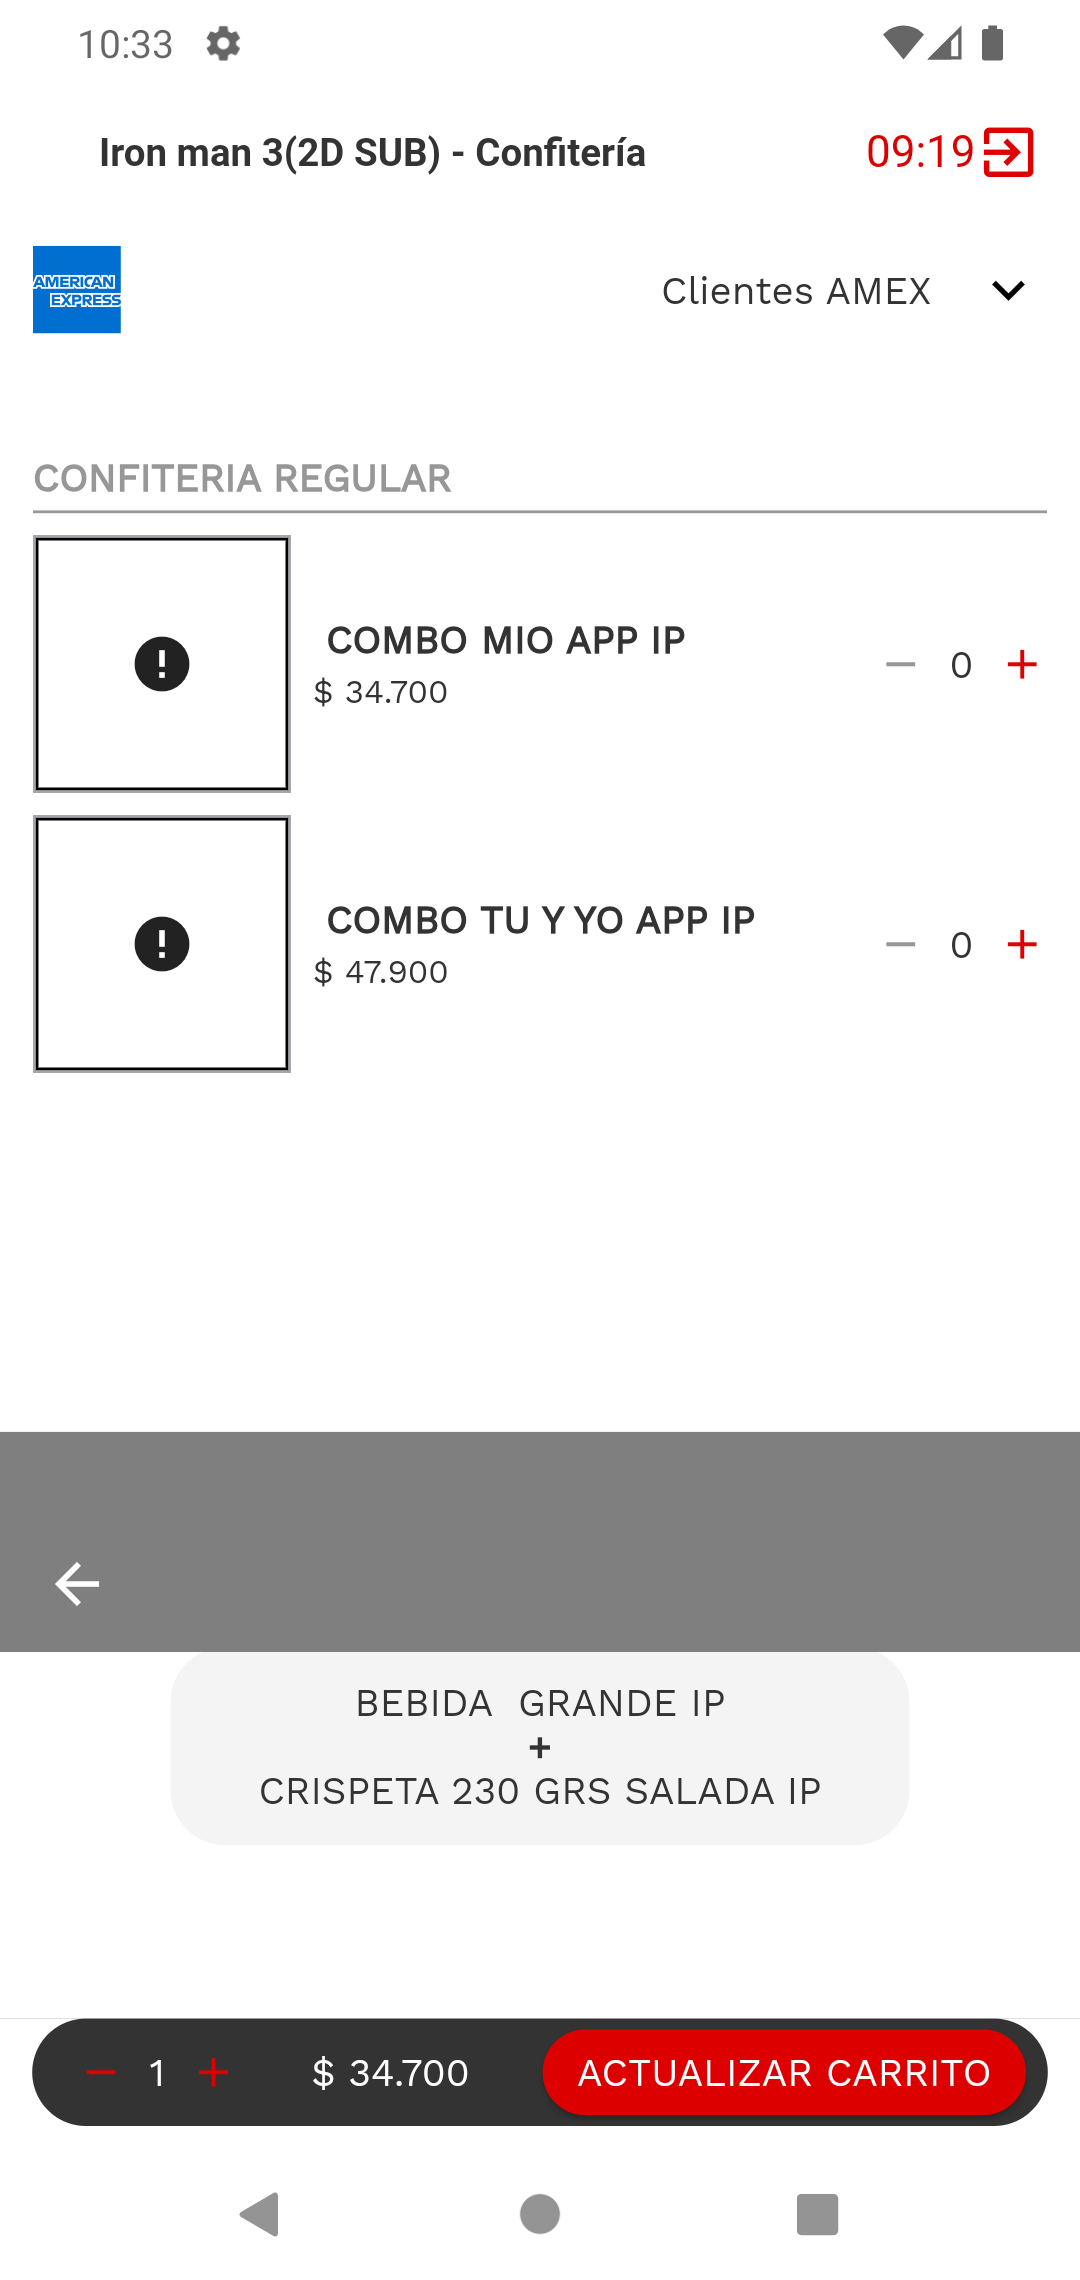 10:33
Iron man 3(2D SUB) - Confitería
09:19
AMERICAN
EXPRESS
Clientes AMEX
CONFITERIA REGULAR
COMBO MIO APP IP
$ 34.700
0
COMBO TU Y YO APP IP
$ 47.900
0
BEBIDA  GRANDE IP
+
CRISPETA 230 GRS SALADA IP
1
$ 34.700
ACTUALIZAR CARRITO